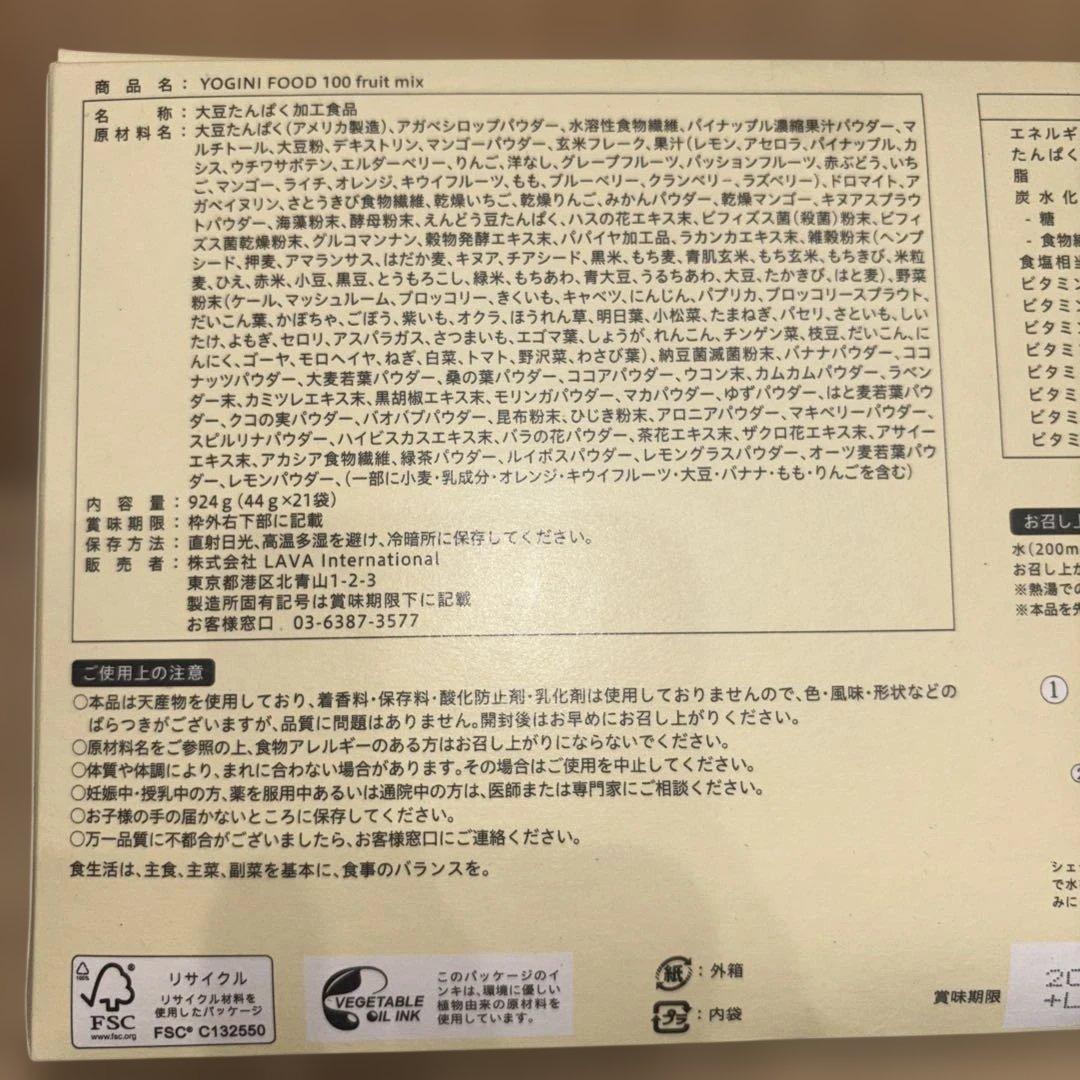 商品名： YOGINI FOOD 100 fruit mix
名称：大豆たんぱく加工食品
原材料名：大豆たんぱく(アメリカ製造)、アガベシロップパウダー、水溶性食物繊維、パイナップル濃縮果汁パウダー、マ
ルチトール、大豆粉、デキストリン、マンゴーパウダー、玄米フレーク、果汁(レモン、アセロラ、パイナップル、カ
シス、ウチワサボテン、エルダーベリー、りんご、洋なし、グレープフルーツ、パッションフルーツ、赤ぶどう、いち
ご、マンゴー、ライチ、オレンジ、キウイフルーツ、もも、ブルーベリー、クランベリー、ラズベリー)、ドロマイト、ア
ガベイヌリン、さとうきび食物繊維、乾燥いちご、乾燥りんご、みかんパウダー、乾燥マンゴー、キヌアスプラウ
トパウダー、海藻粉末、酵母粉末、えんどう豆たんぱく、ハスの花エキス末、ビフィズス菌(殺菌)粉末、ビフィ
ズス菌乾燥粉末、グルコマンナン、穀物発酵エキス末、パパイヤ加工品、ラカンカエキス末、雑穀粉末(ヘンプ
シード、押麦、アマランサス、はだか麦、キヌア、チアシード、黒米、もち麦、青肌玄米、もち玄米、もちきび、米粒
麦、ひえ、赤米、小豆、黒豆、とうもろこし、緑米、もちあわ、青大豆、うるちあわ、大豆、たかきび、はと麦)、野菜
粉末(ケール、マッシュルーム、ブロッコリー、きくいも、キャベツ、にんじん、パプリカ、ブロッコリースプラウト、
だいこん葉、かぼちゃ、ごぼう、紫いも、オクラ、ほうれん草、明日葉、小松菜、たまねぎ、パセリ、さといも、しい
たけ、よもぎ、セロリ、アスパラガス、さつまいも、エゴマ葉、しょうが、れんこん、チンゲン菜、枝豆、だいこん、に
んにく、ゴーヤ、モロヘイヤ、ねぎ、白菜、トマト、野沢菜、わさび葉)、納豆菌滅菌粉末、バナナパウダー、ココ
ナッツパウダー、大麦若葉パウダー、桑の葉パウダー、ココアパウダー、ウコン末、カムカムパウダー、ラベン
ダー末、カミツレエキス末、黒胡椒エキス末、モリンガパウダー、マカパウダー、ゆずパウダー、はと麦若葉パウ
ダー、クコの実パウダー、バオバブパウダー、昆布粉末、ひじき粉末、アロニアパウダー、マキベリーパウダー、
スピルリナパウダー、ハイビスカスエキス末、バラの花パウダー、茶花エキス末、ザクロ花エキス末、アサイー
エキス末、アカシア食物繊維、緑茶パウダー、ルイボスパウダー、レモングラスパウダー、オーツ麦若葉パウ
ダー、レモンパウダー、(一部に小麦・乳成分・オレンジ・キウイフルーツ・大豆・バナナ・もも・りんごを含む)
内容量：924g(44g×21袋)
賞味期限：枠外右下部に記載
保存方法：直射日光、高温多湿を避け、冷暗所に保存してください。
販売者：株式会社 LAVA International
東京都港区北青山1-2-3
製造所固有記号は賞味期限下に記載
お客様窓口 03-6387-3577
ご使用上の注意
○本品は天産物を使用しており、着香料・保存料・酸化防止剤・乳化剤は使用しておりませんので、色・風味・形状などの
ばらつきがございますが、品質に問題はありません。開封後はお早めにお召し上がりください。
○原材料名をご参照の上、食物アレルギーのある方はお召し上がりにならないでください。
○体質や体調により、まれに合わない場合があります。その場合はご使用を中止してください。
○妊娠中・授乳中の方、薬を服用中あるいは通院中の方は、医師または専門家にご相談ください。
○お子様の手の届かないところに保存してください。
○万一品質に不都合がございましたら、お客様窓口にご連絡ください。
食生活は、主食、主菜、副菜を基本に、食事のバランスを。
100%
FSC
www.fsc.org
リサイクル
リサイクル材料を
使用したパッケージ
FSC® C132550
VEGETABLE
OIL INK
このパッケージのイ
ンキは、環境に優しい
植物由来の原材料を
使用しています。
紙：外箱
プラ：内袋
エネルギ
たんぱく
脂
炭水化
- 糖
- 食物繊
食塩相当
ビタミン
ビタミン
ビタミ
ビタミ
ビタミ
ビタミ
ビタミ
ビタミ
お召し上
水(200m
お召し上が
※熱湯での
※本品を先
①
シェ
で水
みに
賞味期限
20
+L